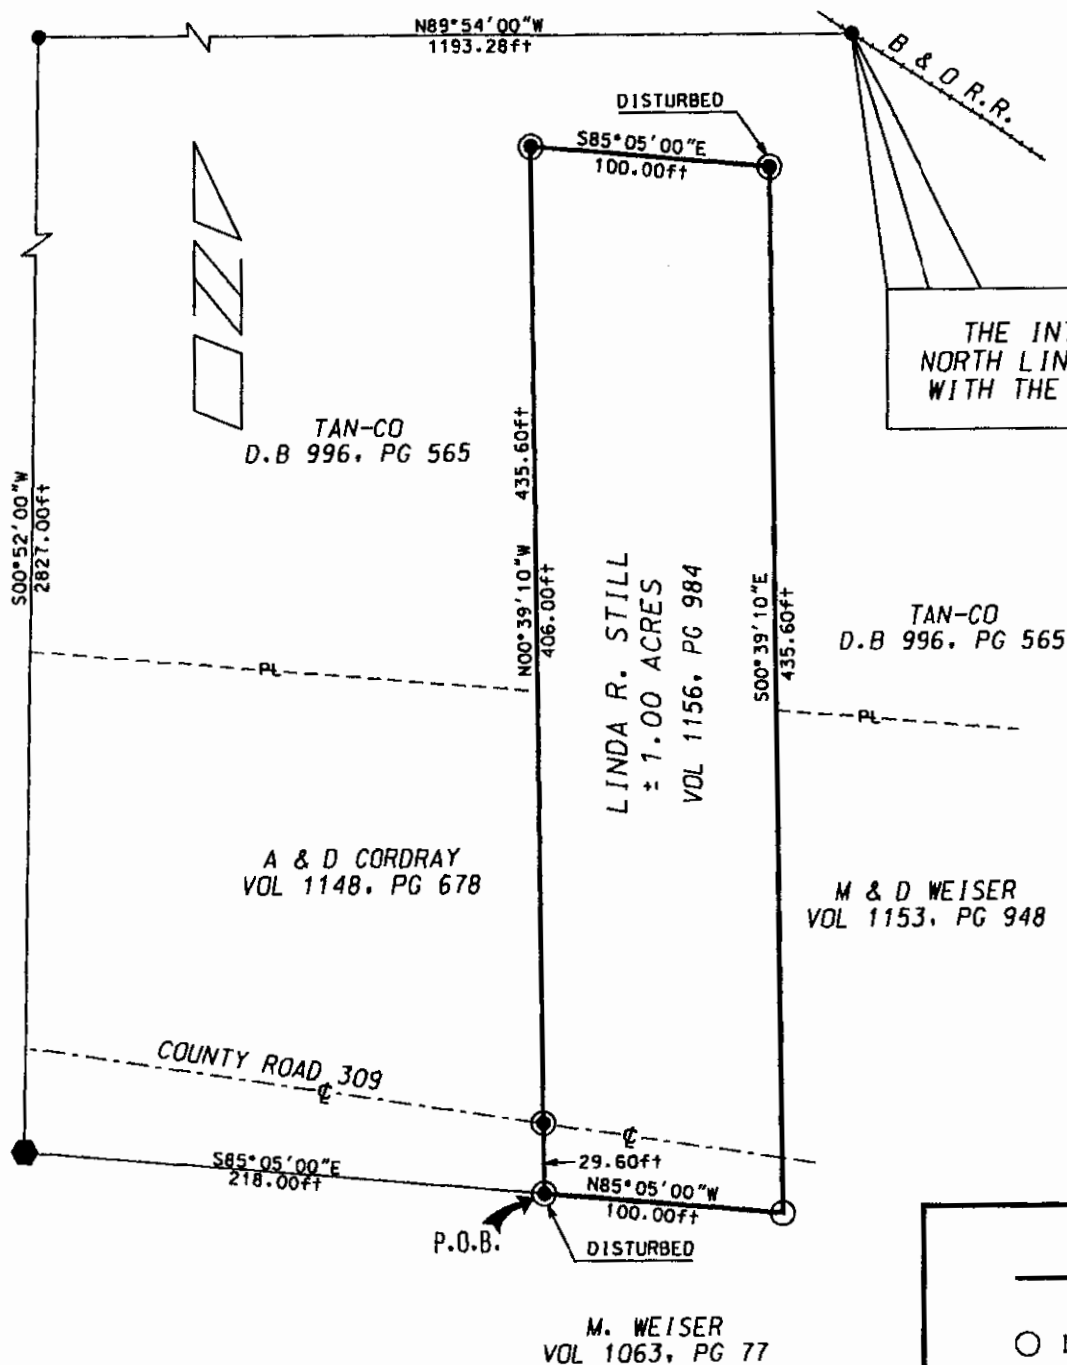 N89°54'00"W
1193.28ft
B & O R.R.
DISTURBED
S85°05'00"E
100.00ft
THE
NORTH
WITH THE
TAN-CO
D.B 996, PG 565
S00°52'00"W
2827.00ft
435.60ft
N00°39'10"W
406.00ft
LINDA R. STILL
± 1.00 ACRES
VOL 1156, PG 984
S00°39'10"E
435.60ft
TAN-CO
D.B 996, PG 565
PL
PL
A & D CORDRAY
VOL 1148, PG 678
M & D WEISER
VOL 1153, PG 948
COUNTY ROAD 309
℄
℄
29.60ft
S85°05'00"E
218.00ft
N85°05'00"W
100.00ft
P.O.B.
DISTURBED
M. WEISER
VOL 1063, PG 77